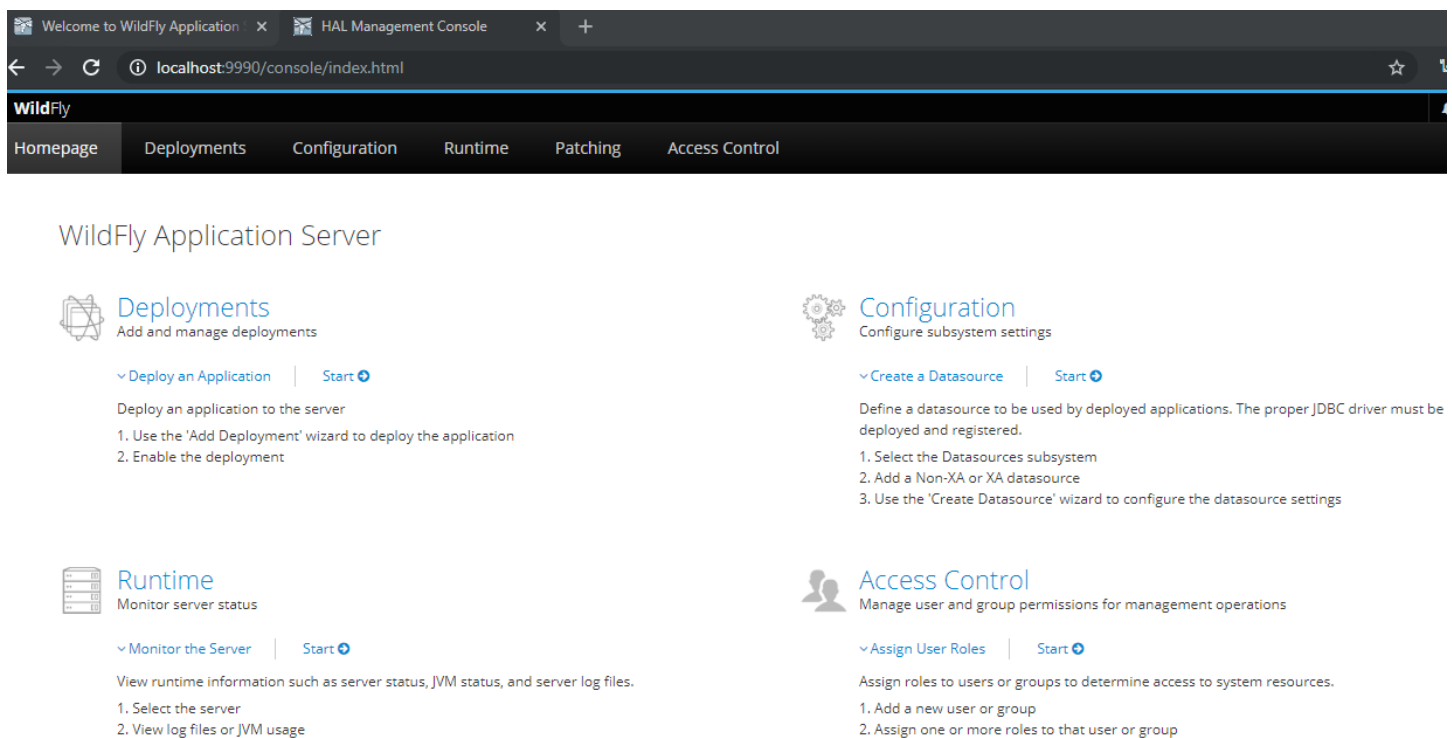 Welcome to WildFly Application S
HAL Management Console
localhost:9990/console/index.html
WildFly
Homepage Deployments Configuration Runtime Patching Access Control
WildFly Application Server
Deployments
Add and manage deployments
Deploy an Application Start
Deploy an application to the server
1. Use the 'Add Deployment' wizard to deploy the application
2. Enable the deployment
Configuration
Configure subsystem settings
Create a Datasource Start
Define a datasource to be used by deployed applications. The proper JDBC driver must be
deployed and registered.
1. Select the Datasources subsystem
2. Add a Non-XA or XA datasource
3. Use the 'Create Datasource' wizard to configure the datasource settings
Runtime
Monitor server status
Monitor the Server Start
View runtime information such as server status, JVM status, and server log files.
1. Select the server
2. View log files or JVM usage
Access Control
Manage user and group permissions for management operations
Assign User Roles Start
Assign roles to users or groups to determine access to system resources.
1. Add a new user or group
2. Assign one or more roles to that user or group